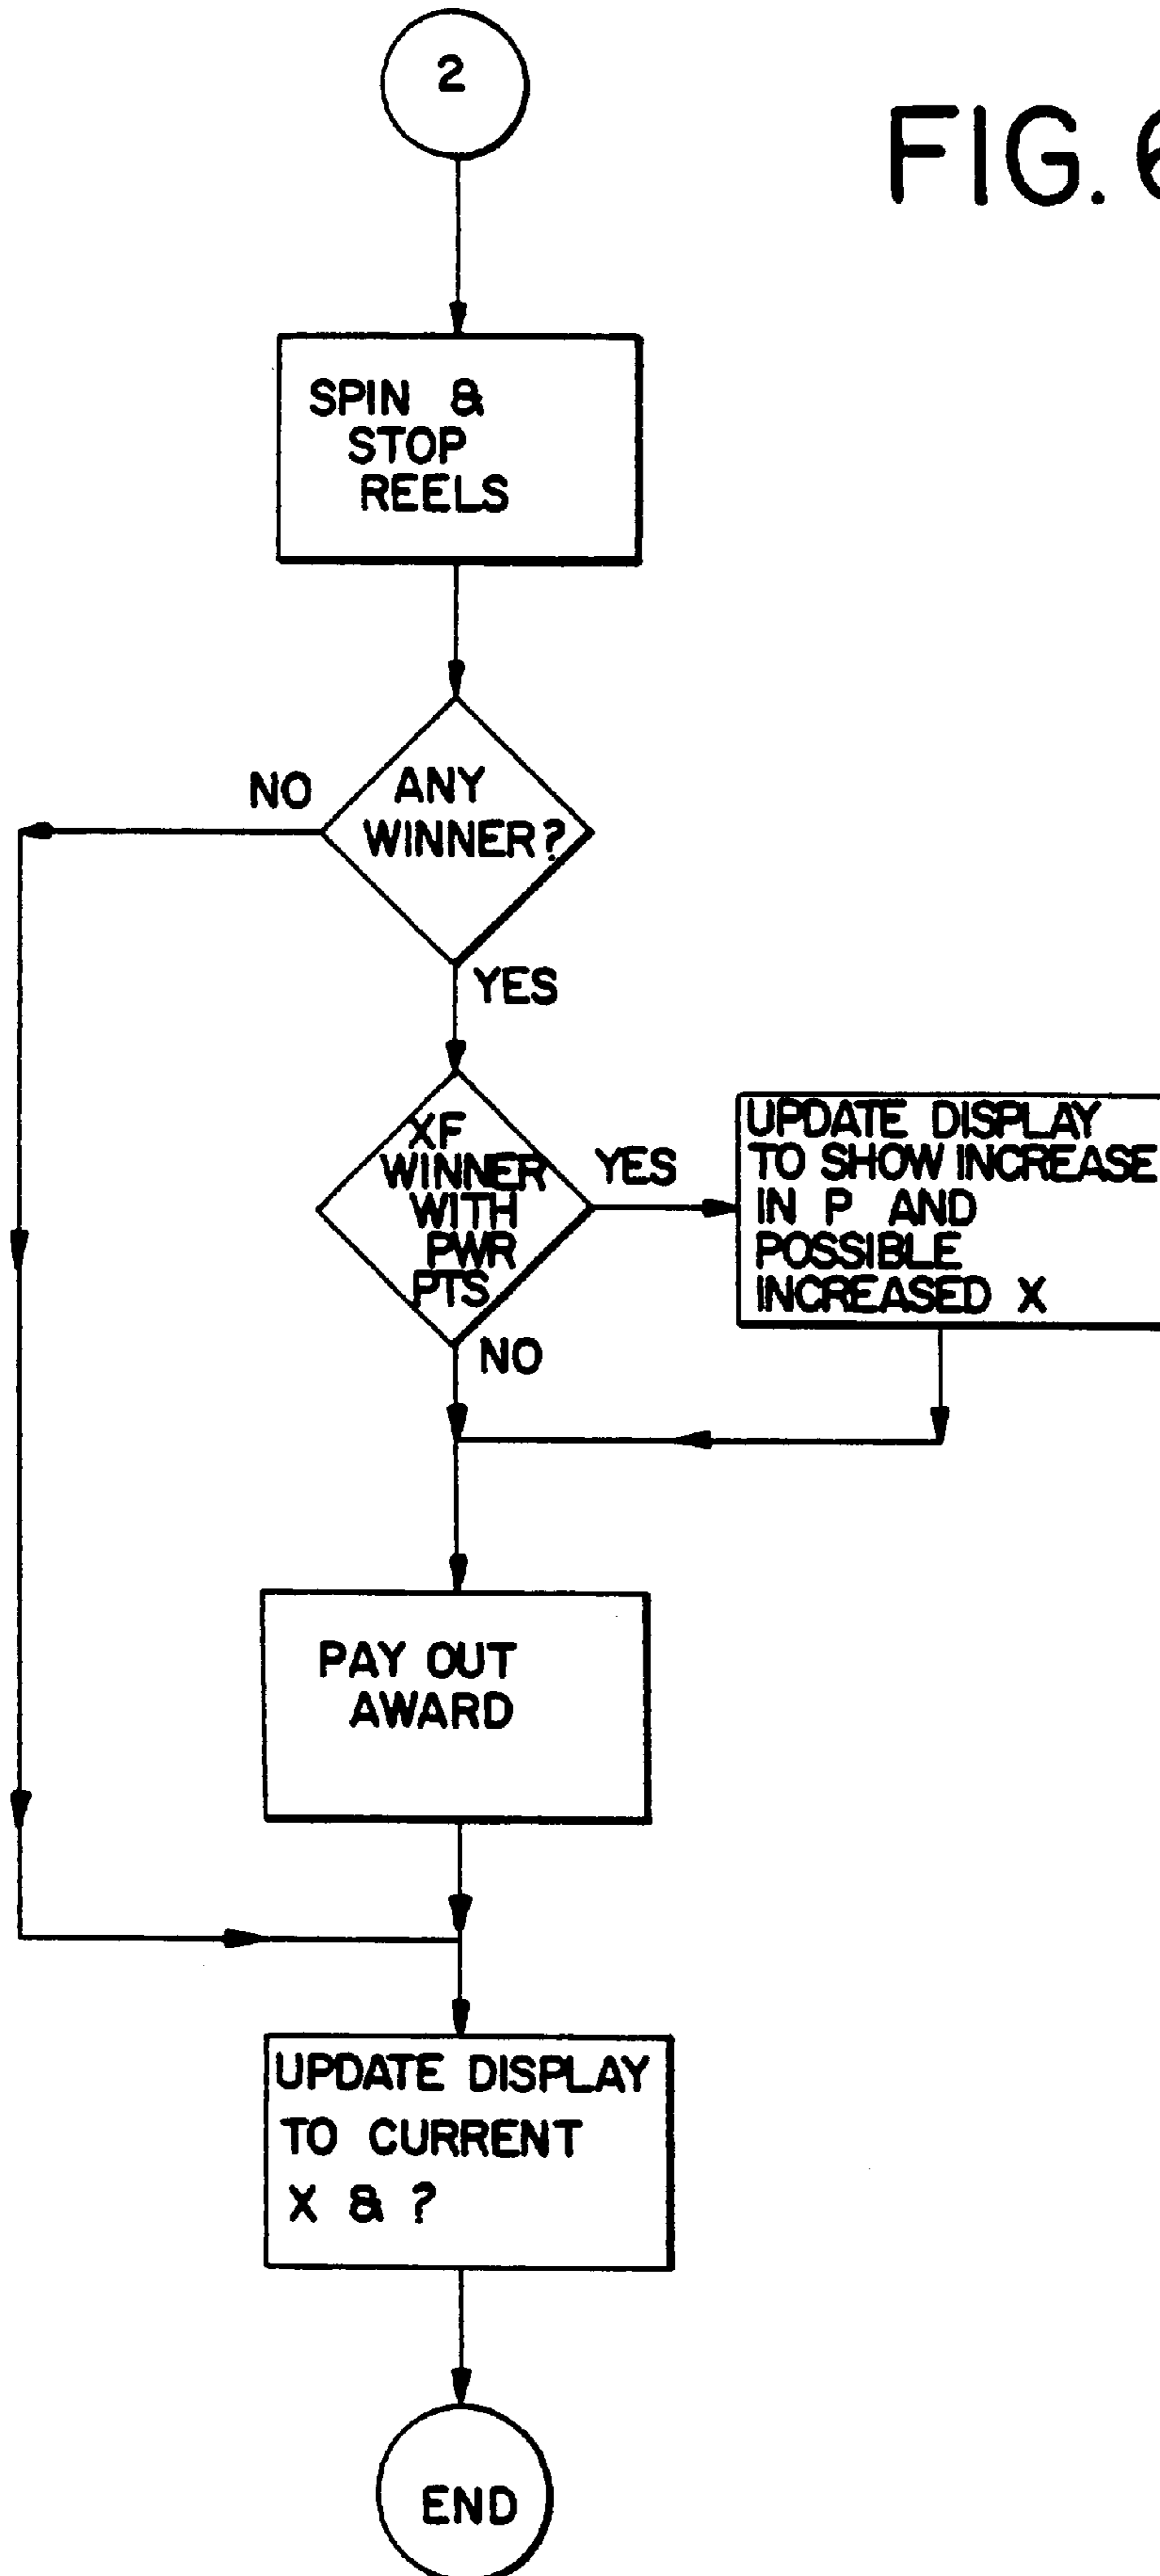 2
FIG. 6
SPIN &
STOP
REELS
NO
ANY
WINNER?
YES
XF
WINNER
WITH
PWR
PTS
YES
UPDATE DISPLAY
TO SHOW INCREASE
IN P AND
POSSIBLE
INCREASED X
NO
PAY OUT
AWARD
UPDATE DISPLAY
TO CURRENT
X & ?
END